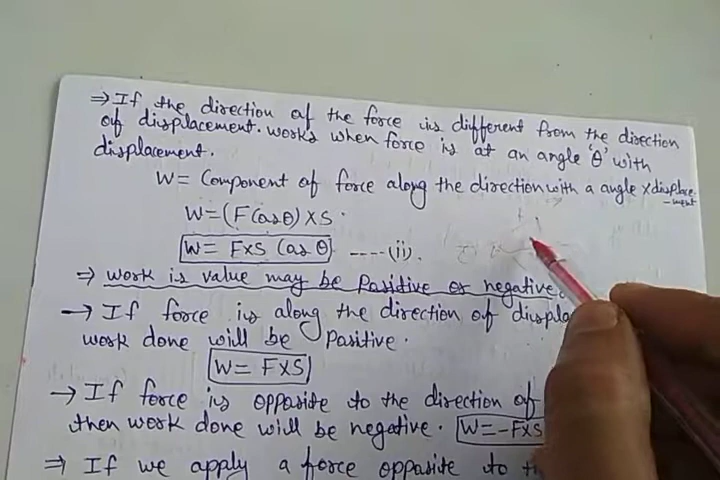 ⇒ If the direction of the force is different from the direction
of displacement. works when force is at an angle 'θ' with
displacement.
W = Component of force along the direction with a angle × displace
-ment
W = (F Cosθ) × S.
W = F×S Cos θ ----(ii).
⇒ work is value may be Positive or negative.
→ If force is along the direction of displa
work done will be Positive.
W = F×S
→ If force is opposite to the direction of
then work done will be negative. W = -F×S
⇒ If we apply a force opposite to